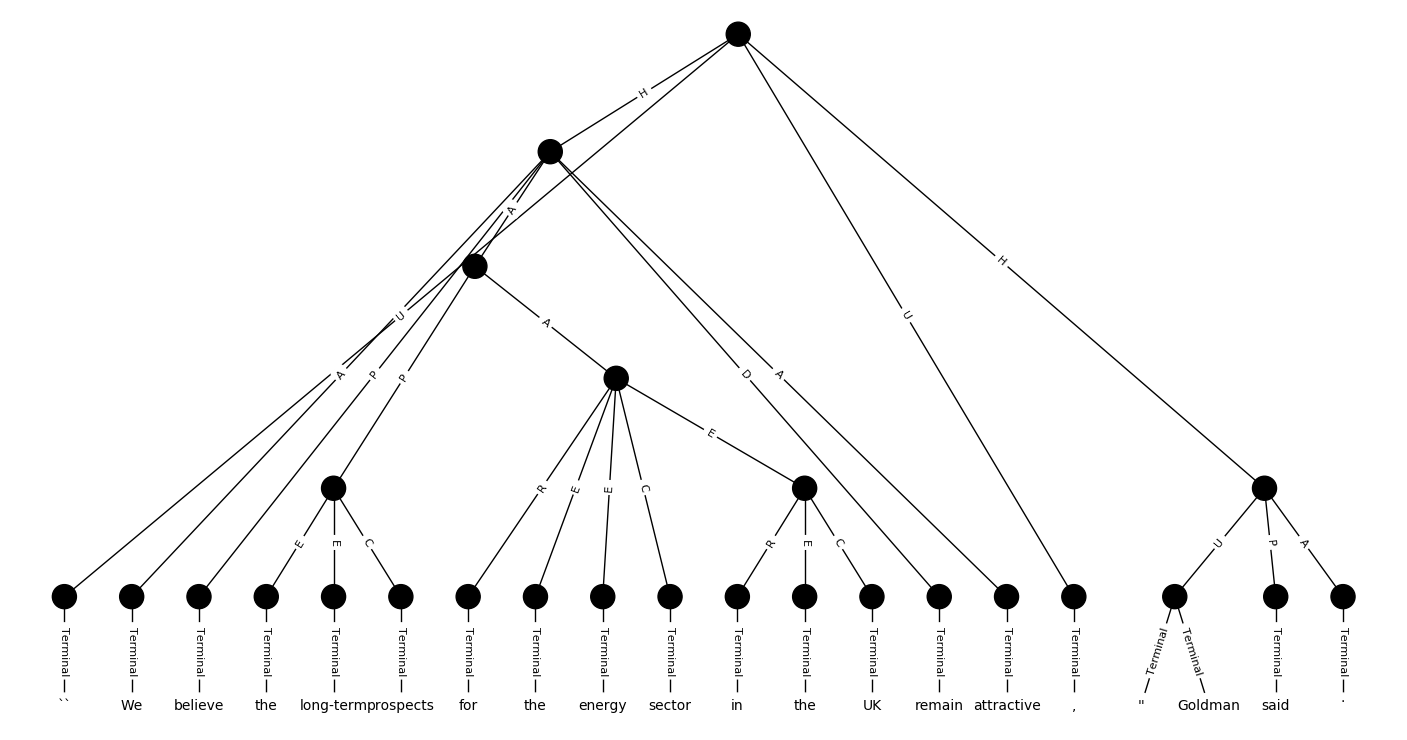 H
A
U
H
U
A
A
P
P
D
A
E
R
E
E
C
E
E
C
R
E
C
U
P
A
Terminal Terminal Terminal Terminal Terminal Terminal Terminal Terminal Terminal Terminal Terminal Terminal Terminal Terminal Terminal Terminal Terminal Terminal Terminal Terminal
`` We believe the long-term prospects for the energy sector in the UK remain attractive , " Goldman said .